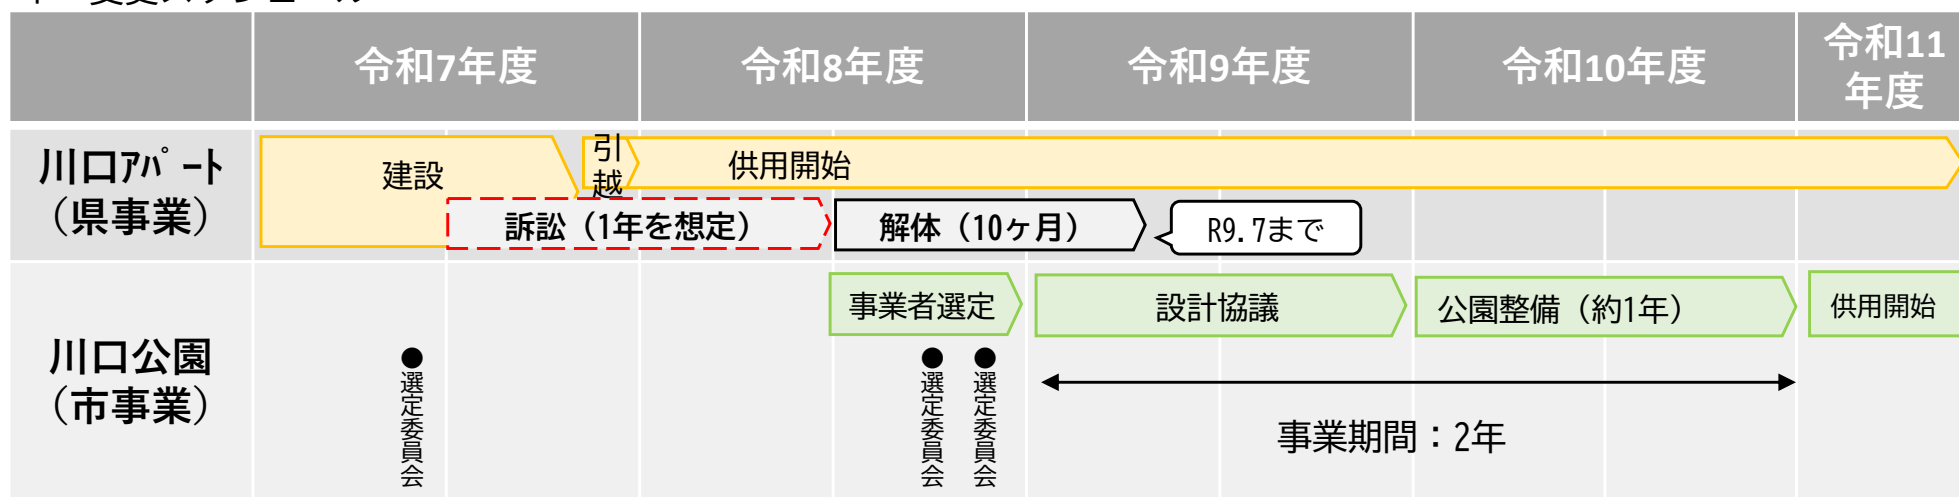 令和7年度
令和8年度
令和9年度
令和10年度
令和11
年度
川口ｱﾊﾟｰﾄ
（県事業）
建設
引
越
供用開始
訴訟（1年を想定）
解体（10ヶ月）
R9.7まで
川口公園
（市事業）
事業者選定
設計協議
公園整備（約1年）
供用開始
●選定委員会
●選定委員会
●選定委員会
事業期間：2年